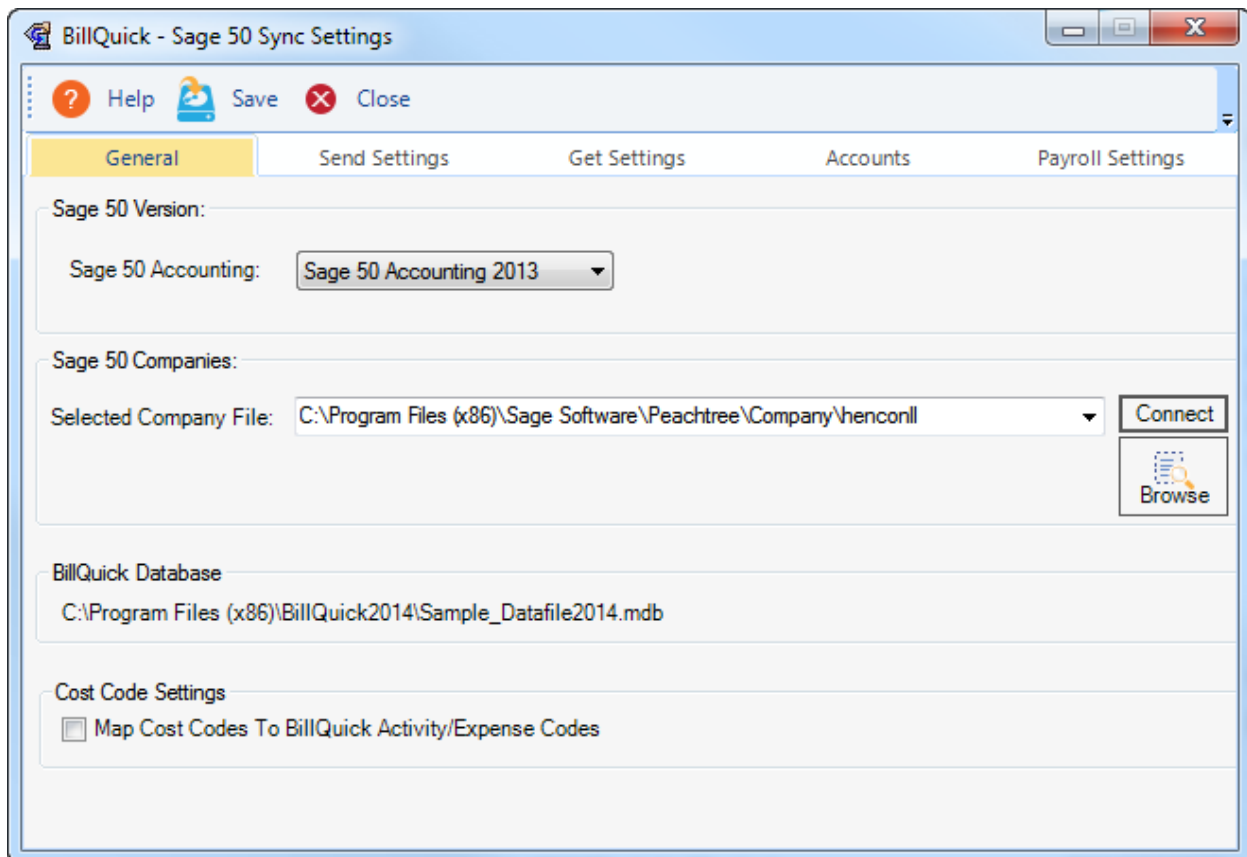 BillQuick - Sage 50 Sync Settings
Help Save Close
General Send Settings Get Settings Accounts Payroll Settings
Sage 50 Version:
Sage 50 Accounting: Sage 50 Accounting 2013
Sage 50 Companies:
Selected Company File: C:\Program Files (x86)\Sage Software\Peachtree\Company\henconll Connect
Browse
BillQuick Database
C:\Program Files (x86)\BillQuick2014\Sample_Datafile2014.mdb
Cost Code Settings
Map Cost Codes To BillQuick Activity/Expense Codes